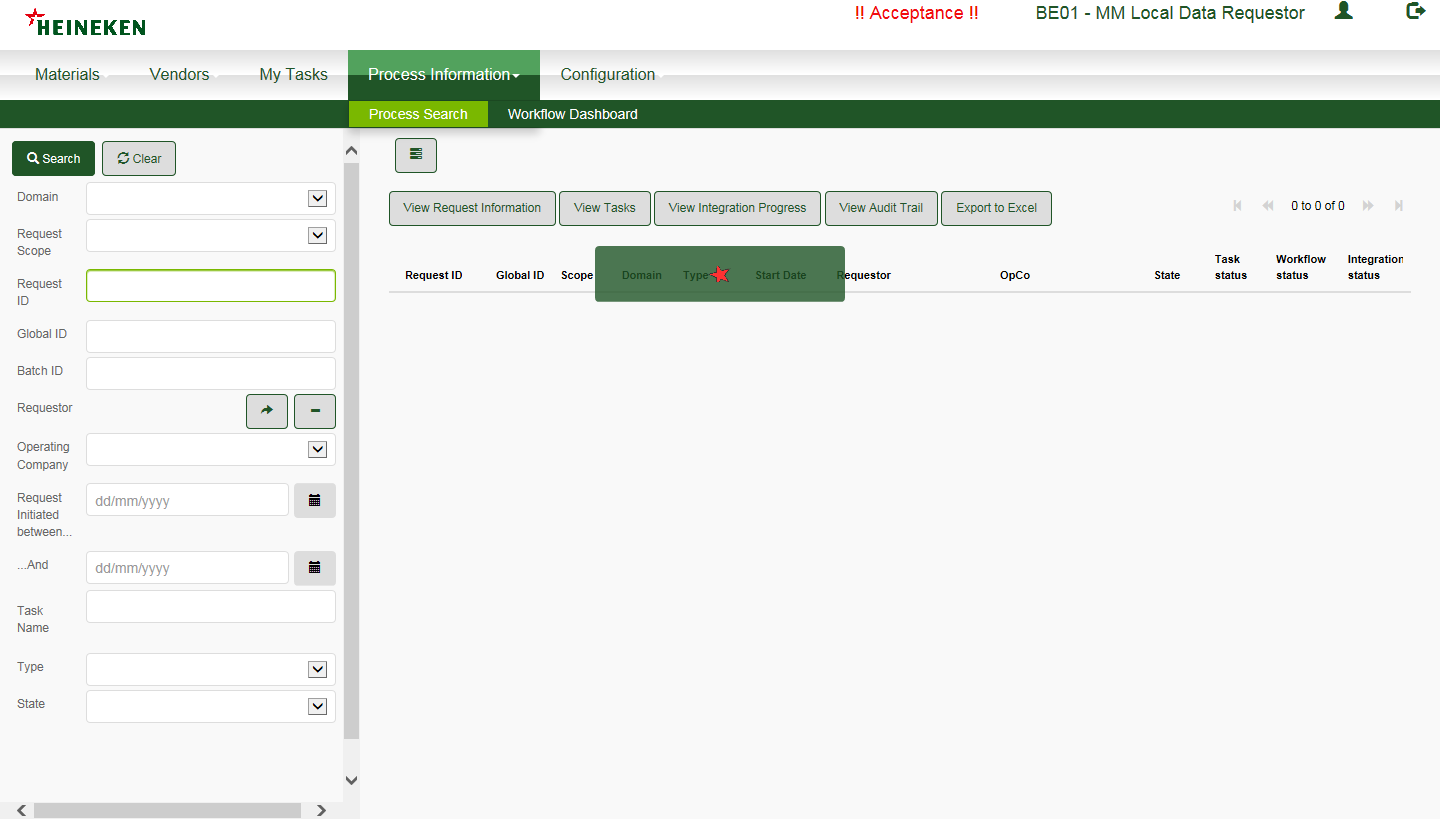 HEINEKEN
!! Acceptance !!
BE01 - MM Local Data Requestor
Materials
Vendors
My Tasks
Process Information
Configuration
Process Search
Workflow Dashboard
Search
Clear
Domain
Request
Scope
Request
ID
Global ID
Batch ID
Requestor
Operating
Company
Request
Initiated
between...
dd/mm/yyyy
...And
dd/mm/yyyy
Task
Name
Type
State
View Request Information
View Tasks
View Integration Progress
View Audit Trail
Export to Excel
0 to 0 of 0
Request ID
Global ID
Scope
Domain
Type
Start Date
Requestor
OpCo
State
Task
status
Workflow
status
Integration
status